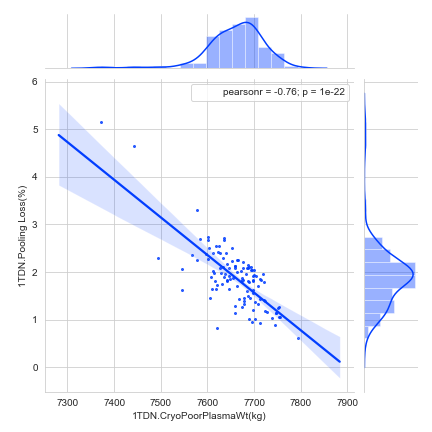 pearsonr = -0.76; p = 1e-22
6
5
4
3
2
1
0
1TDN.Pooling Loss(%)
7300 7400 7500 7600 7700 7800 7900
1TDN.CryoPoorPlasmaWt(kg)